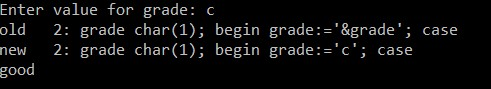 Enter value for grade: c
old   2: grade char(1); begin grade:='&grade'; case
new   2: grade char(1); begin grade:='c'; case
good